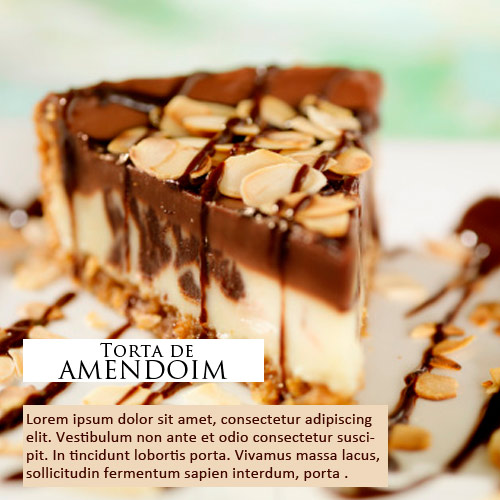 Torta de
AMENDOIM
Lorem ipsum dolor sit amet, consectetur adipiscing
elit. Vestibulum non ante et odio consectetur susci-
pit. In tincidunt lobortis porta. Vivamus massa lacus,
sollicitudin fermentum sapien interdum, porta .